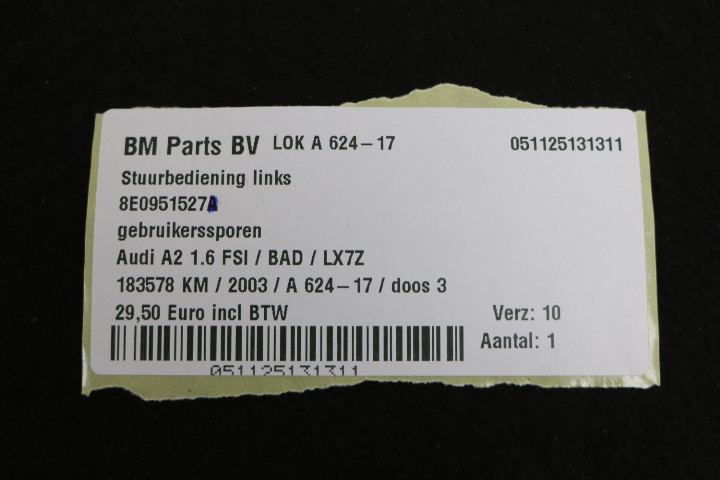 BM Parts BV LOK A 624-17 051125131311
Stuurbediening links
8E0951527A
gebruikerssporen
Audi A2 1.6 FSI / BAD / LX7Z
183578 KM / 2003 / A 624-17 / doos 3
29,50 Euro incl BTW Verz: 10
Aantal: 1
051125131311